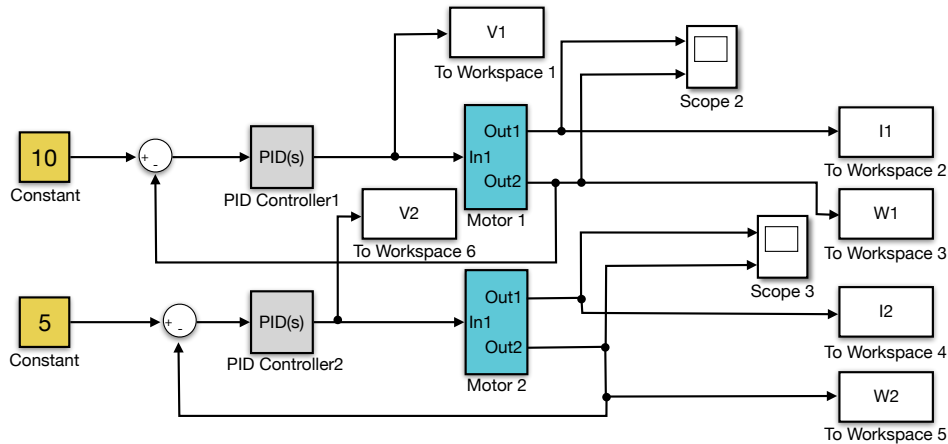 V1
To Workspace 1
Scope 2
10
Constant
+ -
PID(s)
PID Controller1
In1
Out1
Out2
Motor 1
I1
To Workspace 2
V2
To Workspace 6
W1
To Workspace 3
Scope 3
5
Constant
+ -
PID(s)
PID Controller2
In1
Out1
Out2
Motor 2
I2
To Workspace 4
W2
To Workspace 5